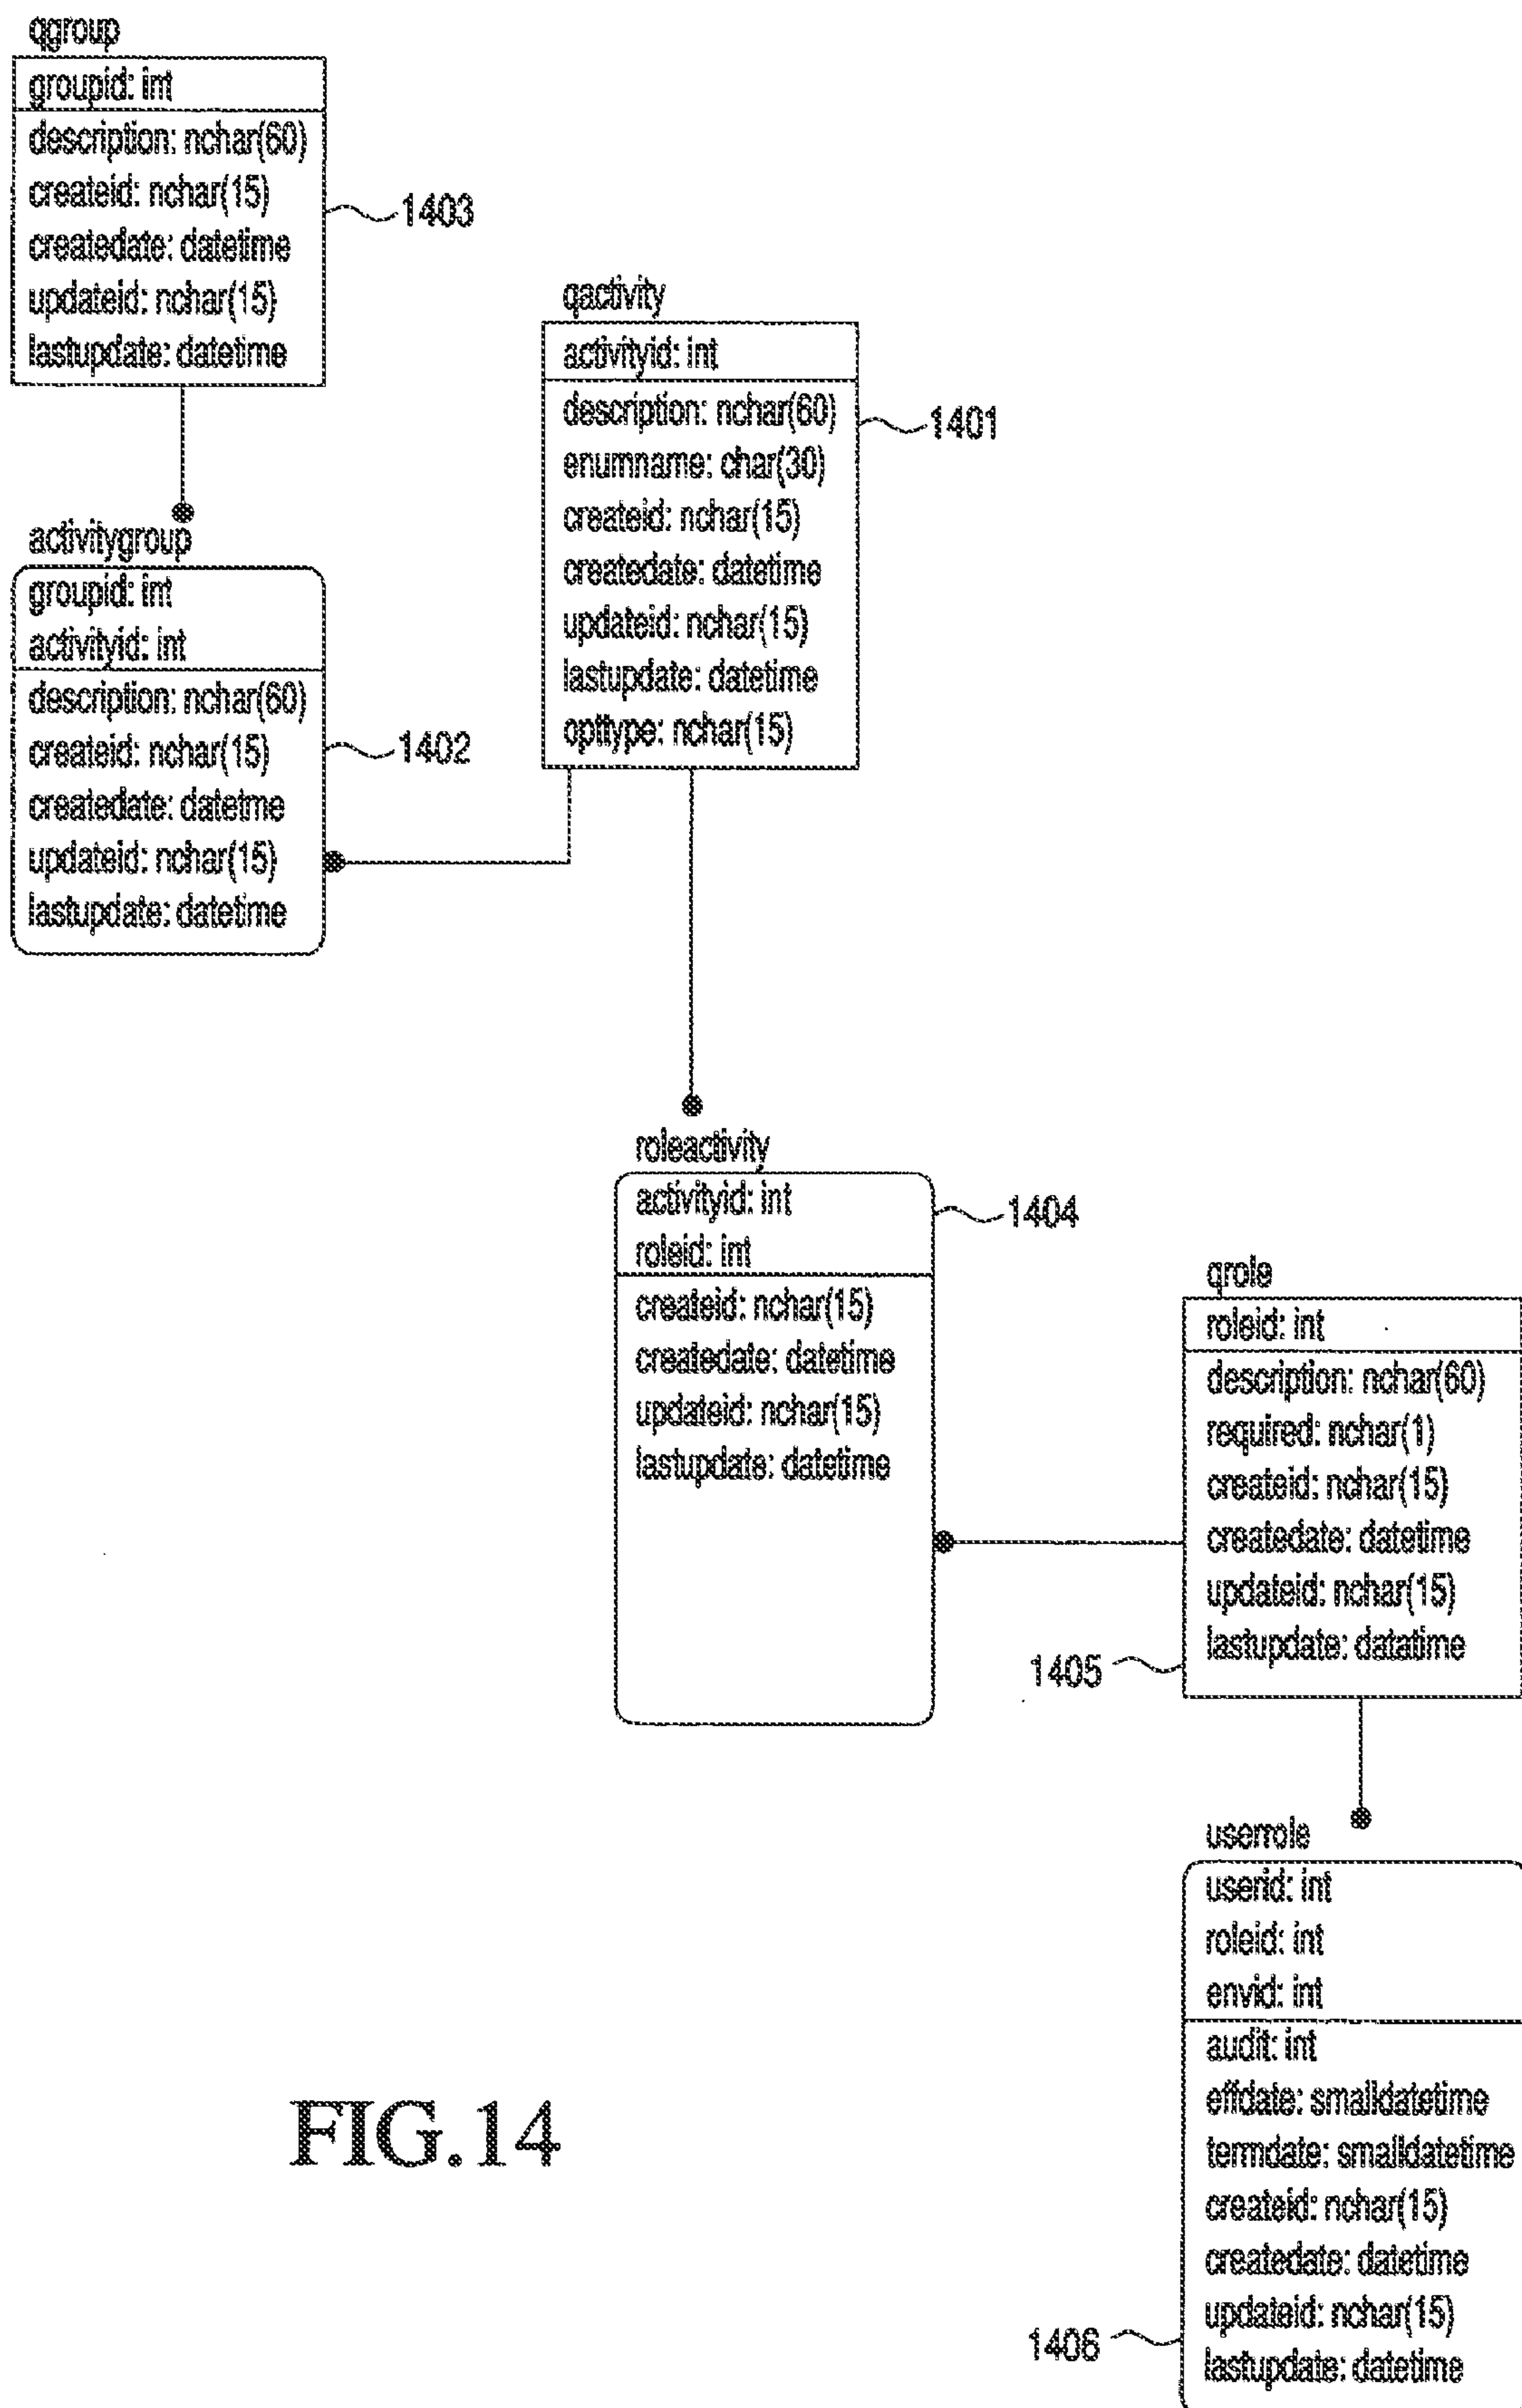 qgroup
groupid: int
description: nchar(60)
createid: nchar(15)
createdate: datetime
updateid: nchar(15)
lastupdate: datetime
1403
qactivity
activityid: int
description: nchar(60)
enumname: char(30)
createid: nchar(15)
createdate: datetime
updateid: nchar(15)
lastupdate: datetime
opttype: nchar(15)
1401
activitygroup
groupid: int
activityid: int
description: nchar(60)
createid: nchar(15)
createdate: datetme
updateid: nchar(15)
lastupdate: datetime
1402
roleactivity
activityid: int
roleid: int
createid: nchar(15)
createdate: datetime
updateid: nchar(15)
lastupdate: datetime
1404
qrole
roleid: int
description: nchar(60)
required: nchar(1)
createid: nchar(15)
createdate: datetime
updateid: nchar(15)
lastupdate: datatime
1405
userrole
userid: int
roleid: int
envid: int
audit: int
effdate: smalldatetime
termdate: smalldatetime
createid: nchar(15)
createdate: datetime
updateid: nchar(15)
lastupdate: datetime
1406
FIG.14